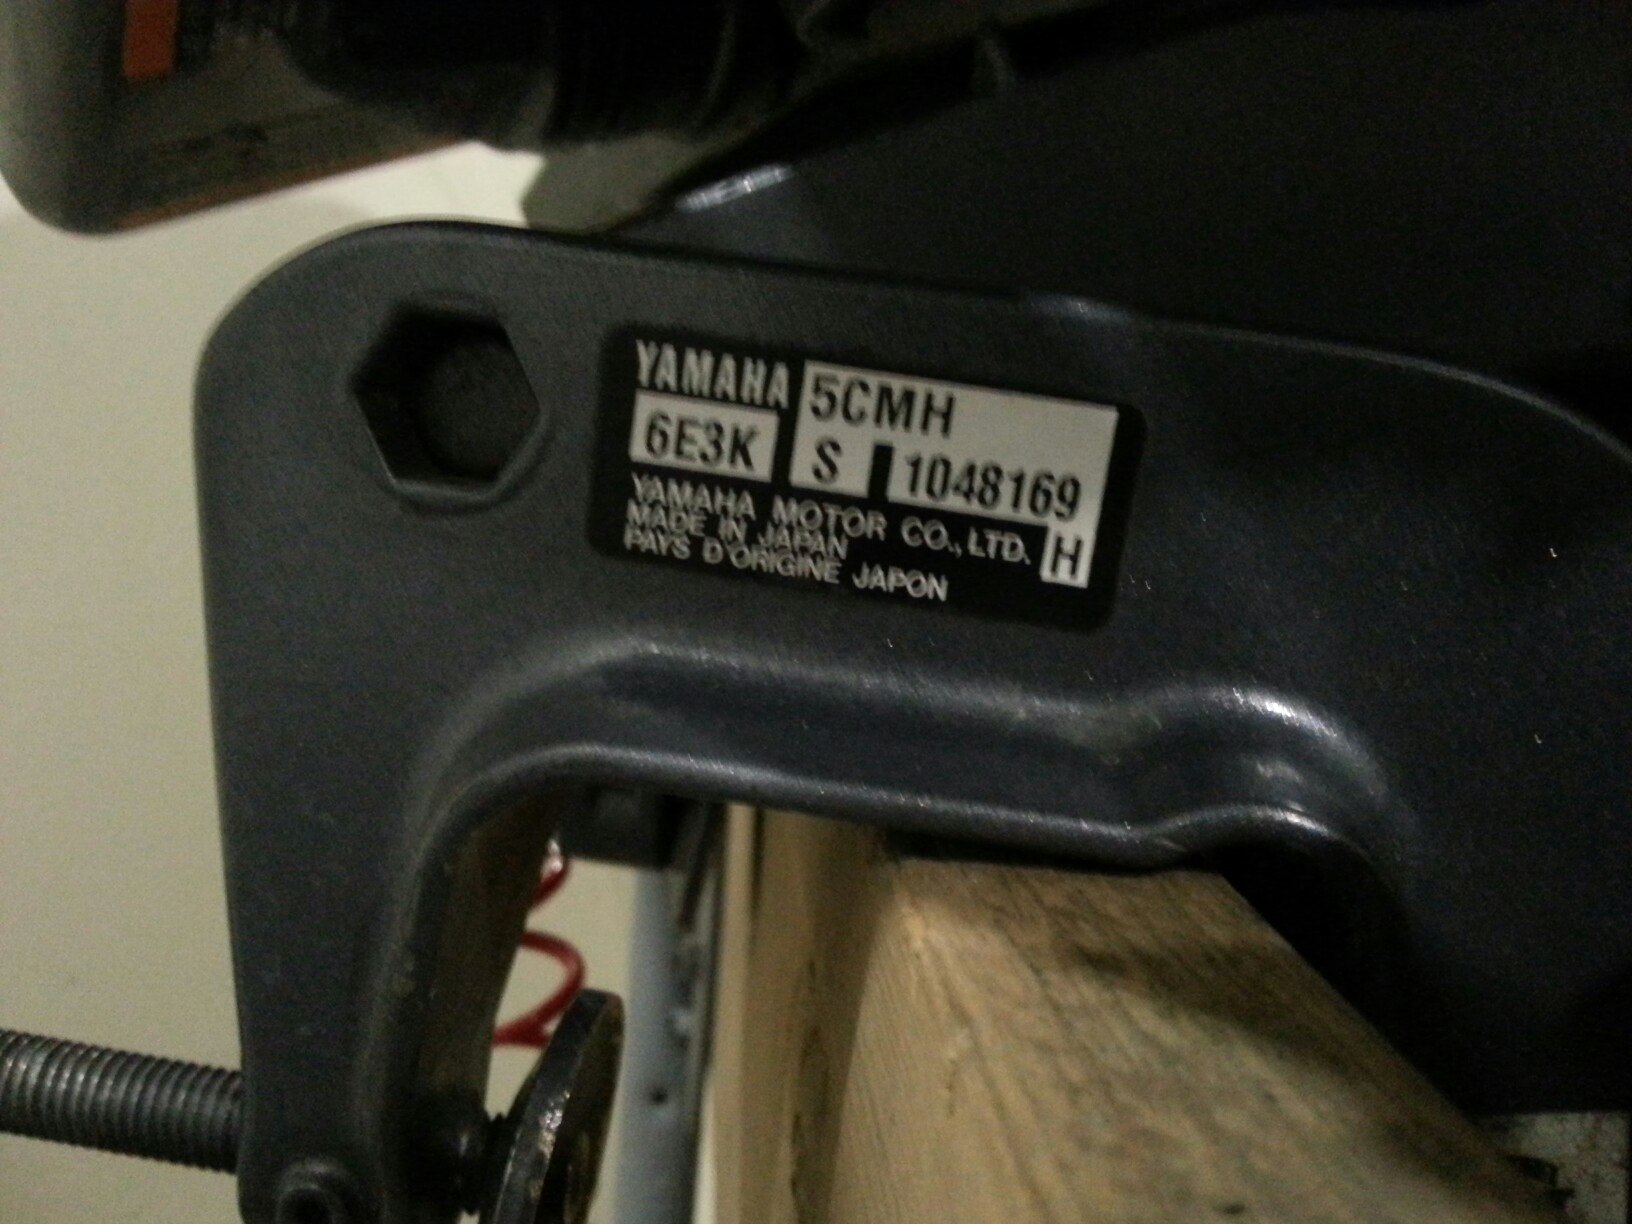 YAMAHA 5CMH
6E3K S 1048169
YAMAHA MOTOR CO., LTD. H
MADE IN JAPAN
PAYS D'ORIGINE JAPON